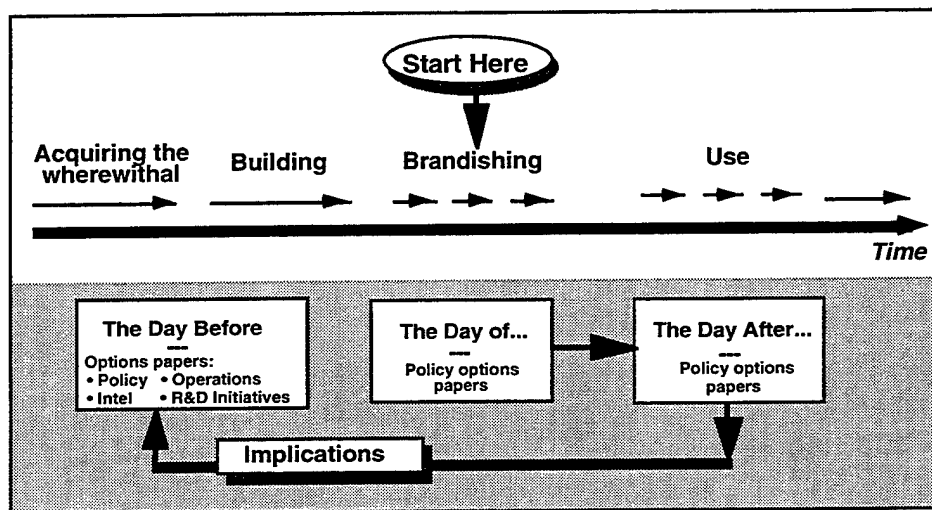 Start Here
Acquiring the
wherewithal
Building
Brandishing
Use
Time
The Day Before
---
Options papers:
• Policy • Operations
• Intel • R&D Initiatives
The Day of...
---
Policy options
papers
The Day After...
---
Policy options
papers
Implications